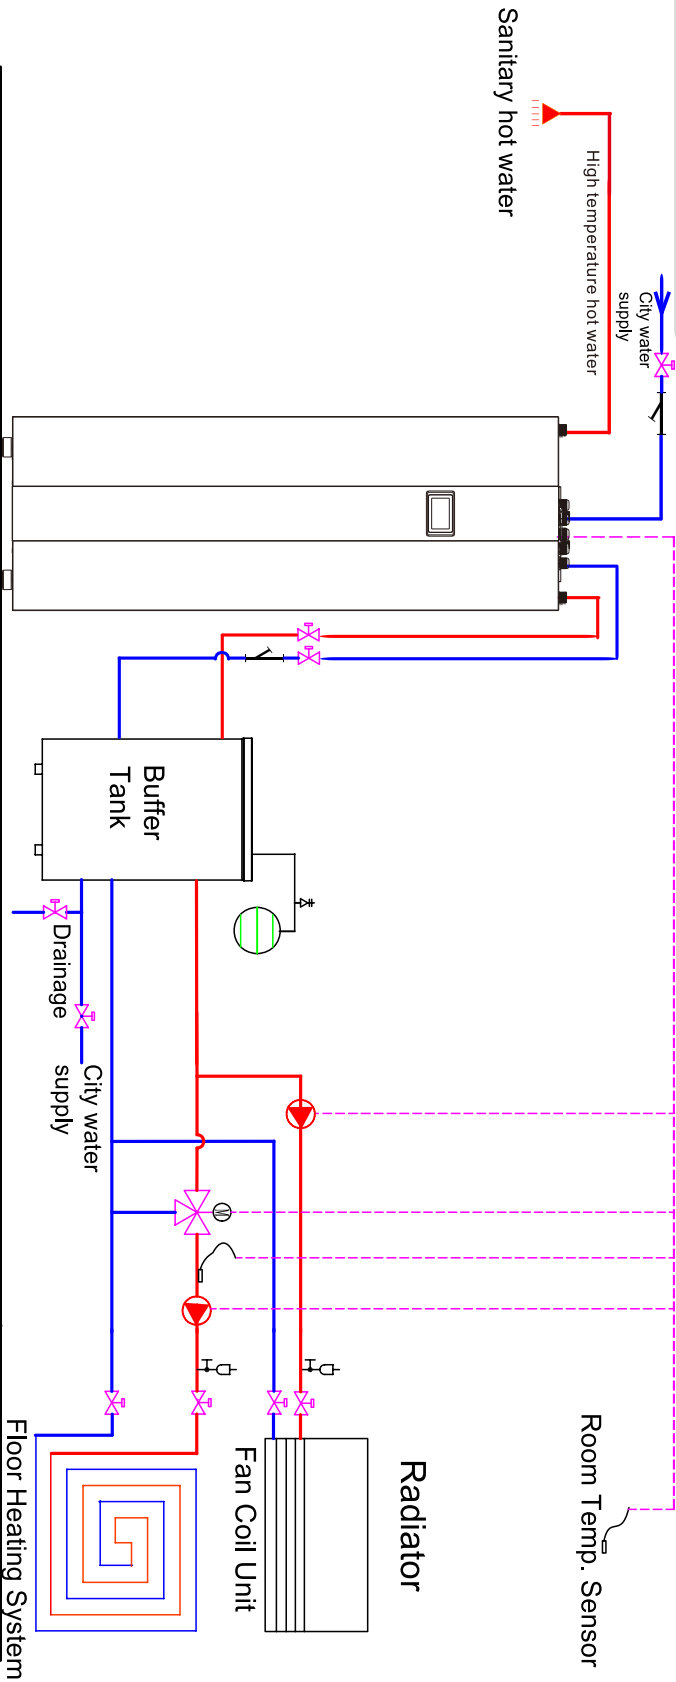 Sanitary hot water
High temperature hot water
City water
supply
Buffer
Tank
Drainage
City water
supply
M
Radiator
Fan Coil Unit
Floor Heating System
Room Temp. Sensor